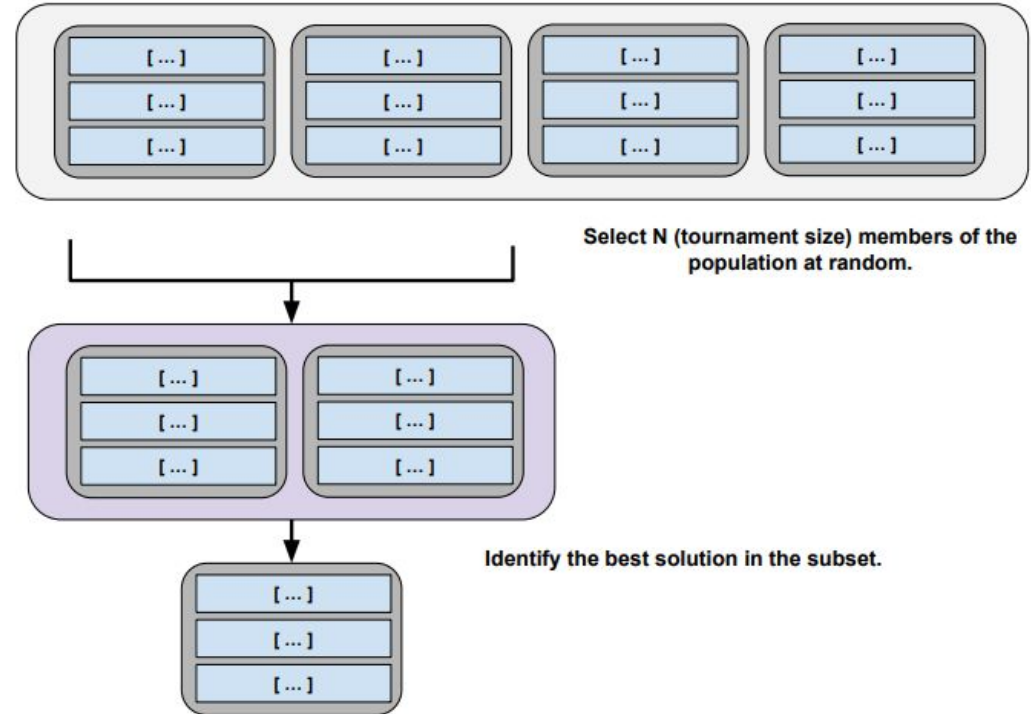 [ ... ] [ ... ] [ ... ] [ ... ]
[ ... ] [ ... ] [ ... ] [ ... ]
[ ... ] [ ... ] [ ... ] [ ... ]
Select N (tournament size) members of the
population at random.
[ ... ] [ ... ]
[ ... ] [ ... ]
[ ... ] [ ... ]
Identify the best solution in the subset.
[ ... ]
[ ... ]
[ ... ]